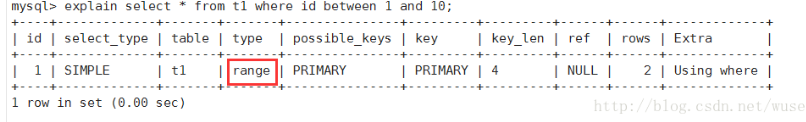 mysql> explain select * from t1 where id between 1 and 10;
+----+-------------+-------+-------+---------------+---------+---------+------+------+-------------+
| id | select_type | table | type | possible_keys | key | key_len | ref | rows | Extra |
+----+-------------+-------+-------+---------------+---------+---------+------+------+-------------+
| 1 | SIMPLE | t1 | range | PRIMARY | PRIMARY | 4 | NULL | 2 | Using where |
+----+-------------+-------+-------+---------------+---------+---------+------+------+-------------+
1 row in set (0.00 sec)
http://blog.csdn.net/wuse